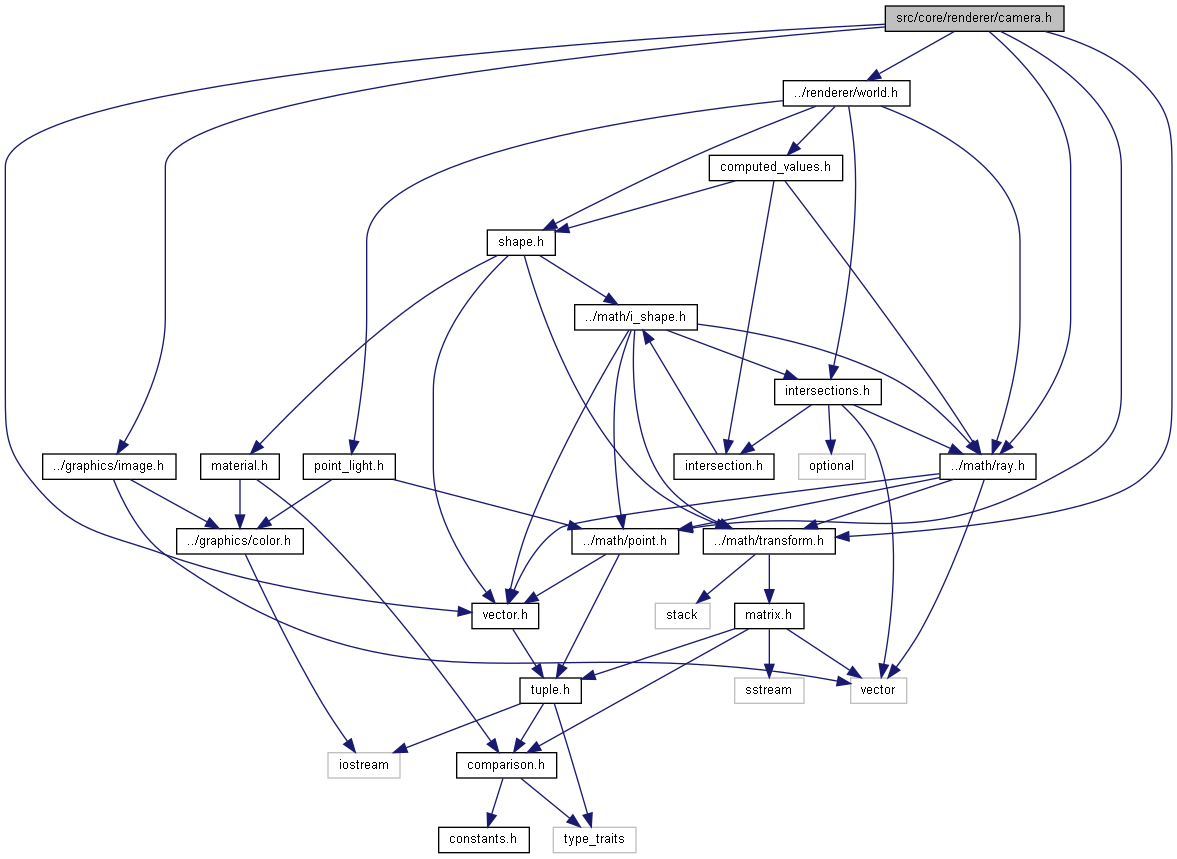 src/core/renderer/camera.h
../renderer/world.h
computed_values.h
shape.h
../math/i_shape.h
intersections.h
../graphics/image.h
material.h
point_light.h
intersection.h
optional
../math/ray.h
../graphics/color.h
../math/point.h
../math/transform.h
vector.h
stack
matrix.h
tuple.h
sstream
vector
iostream
comparison.h
constants.h
type_traits